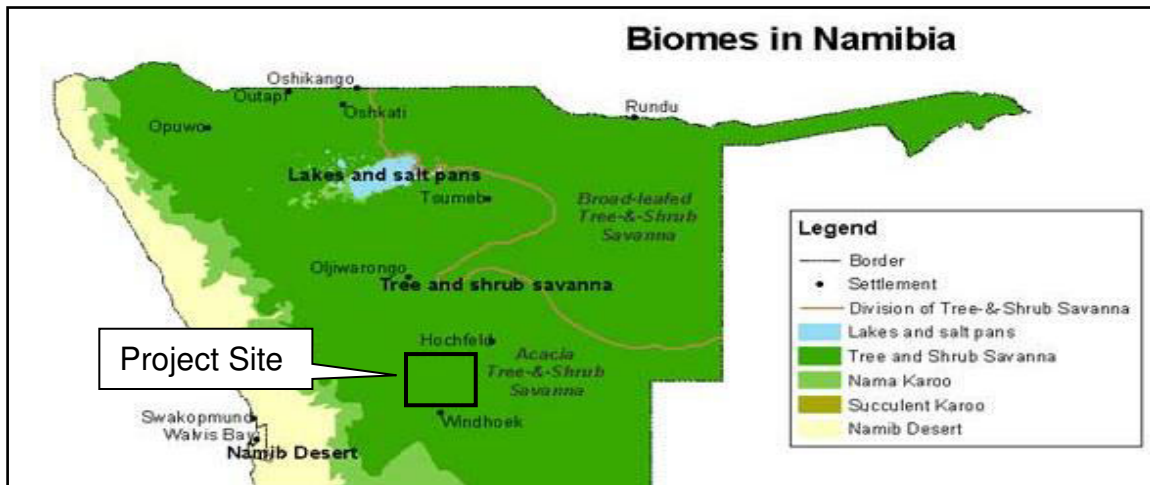 Biomes in Namibia
Oshikango
Outapi
Oshkati
Rundu
Opuwo
Lakes and salt pans
Tsumeb
Broad-leafed
Tree-&-Shrub
Savanna
Oljiwarongo
Tree and shrub savanna
Hochfeld
Acacia
Tree-&-Shrub
Savanna
Project Site
Windhoek
Swakopmund
Walvis Bay
Namib Desert
Legend
Border
Settlement
Division of Tree-&-Shrub Savanna
Lakes and salt pans
Tree and Shrub Savanna
Nama Karoo
Succulent Karoo
Namib Desert